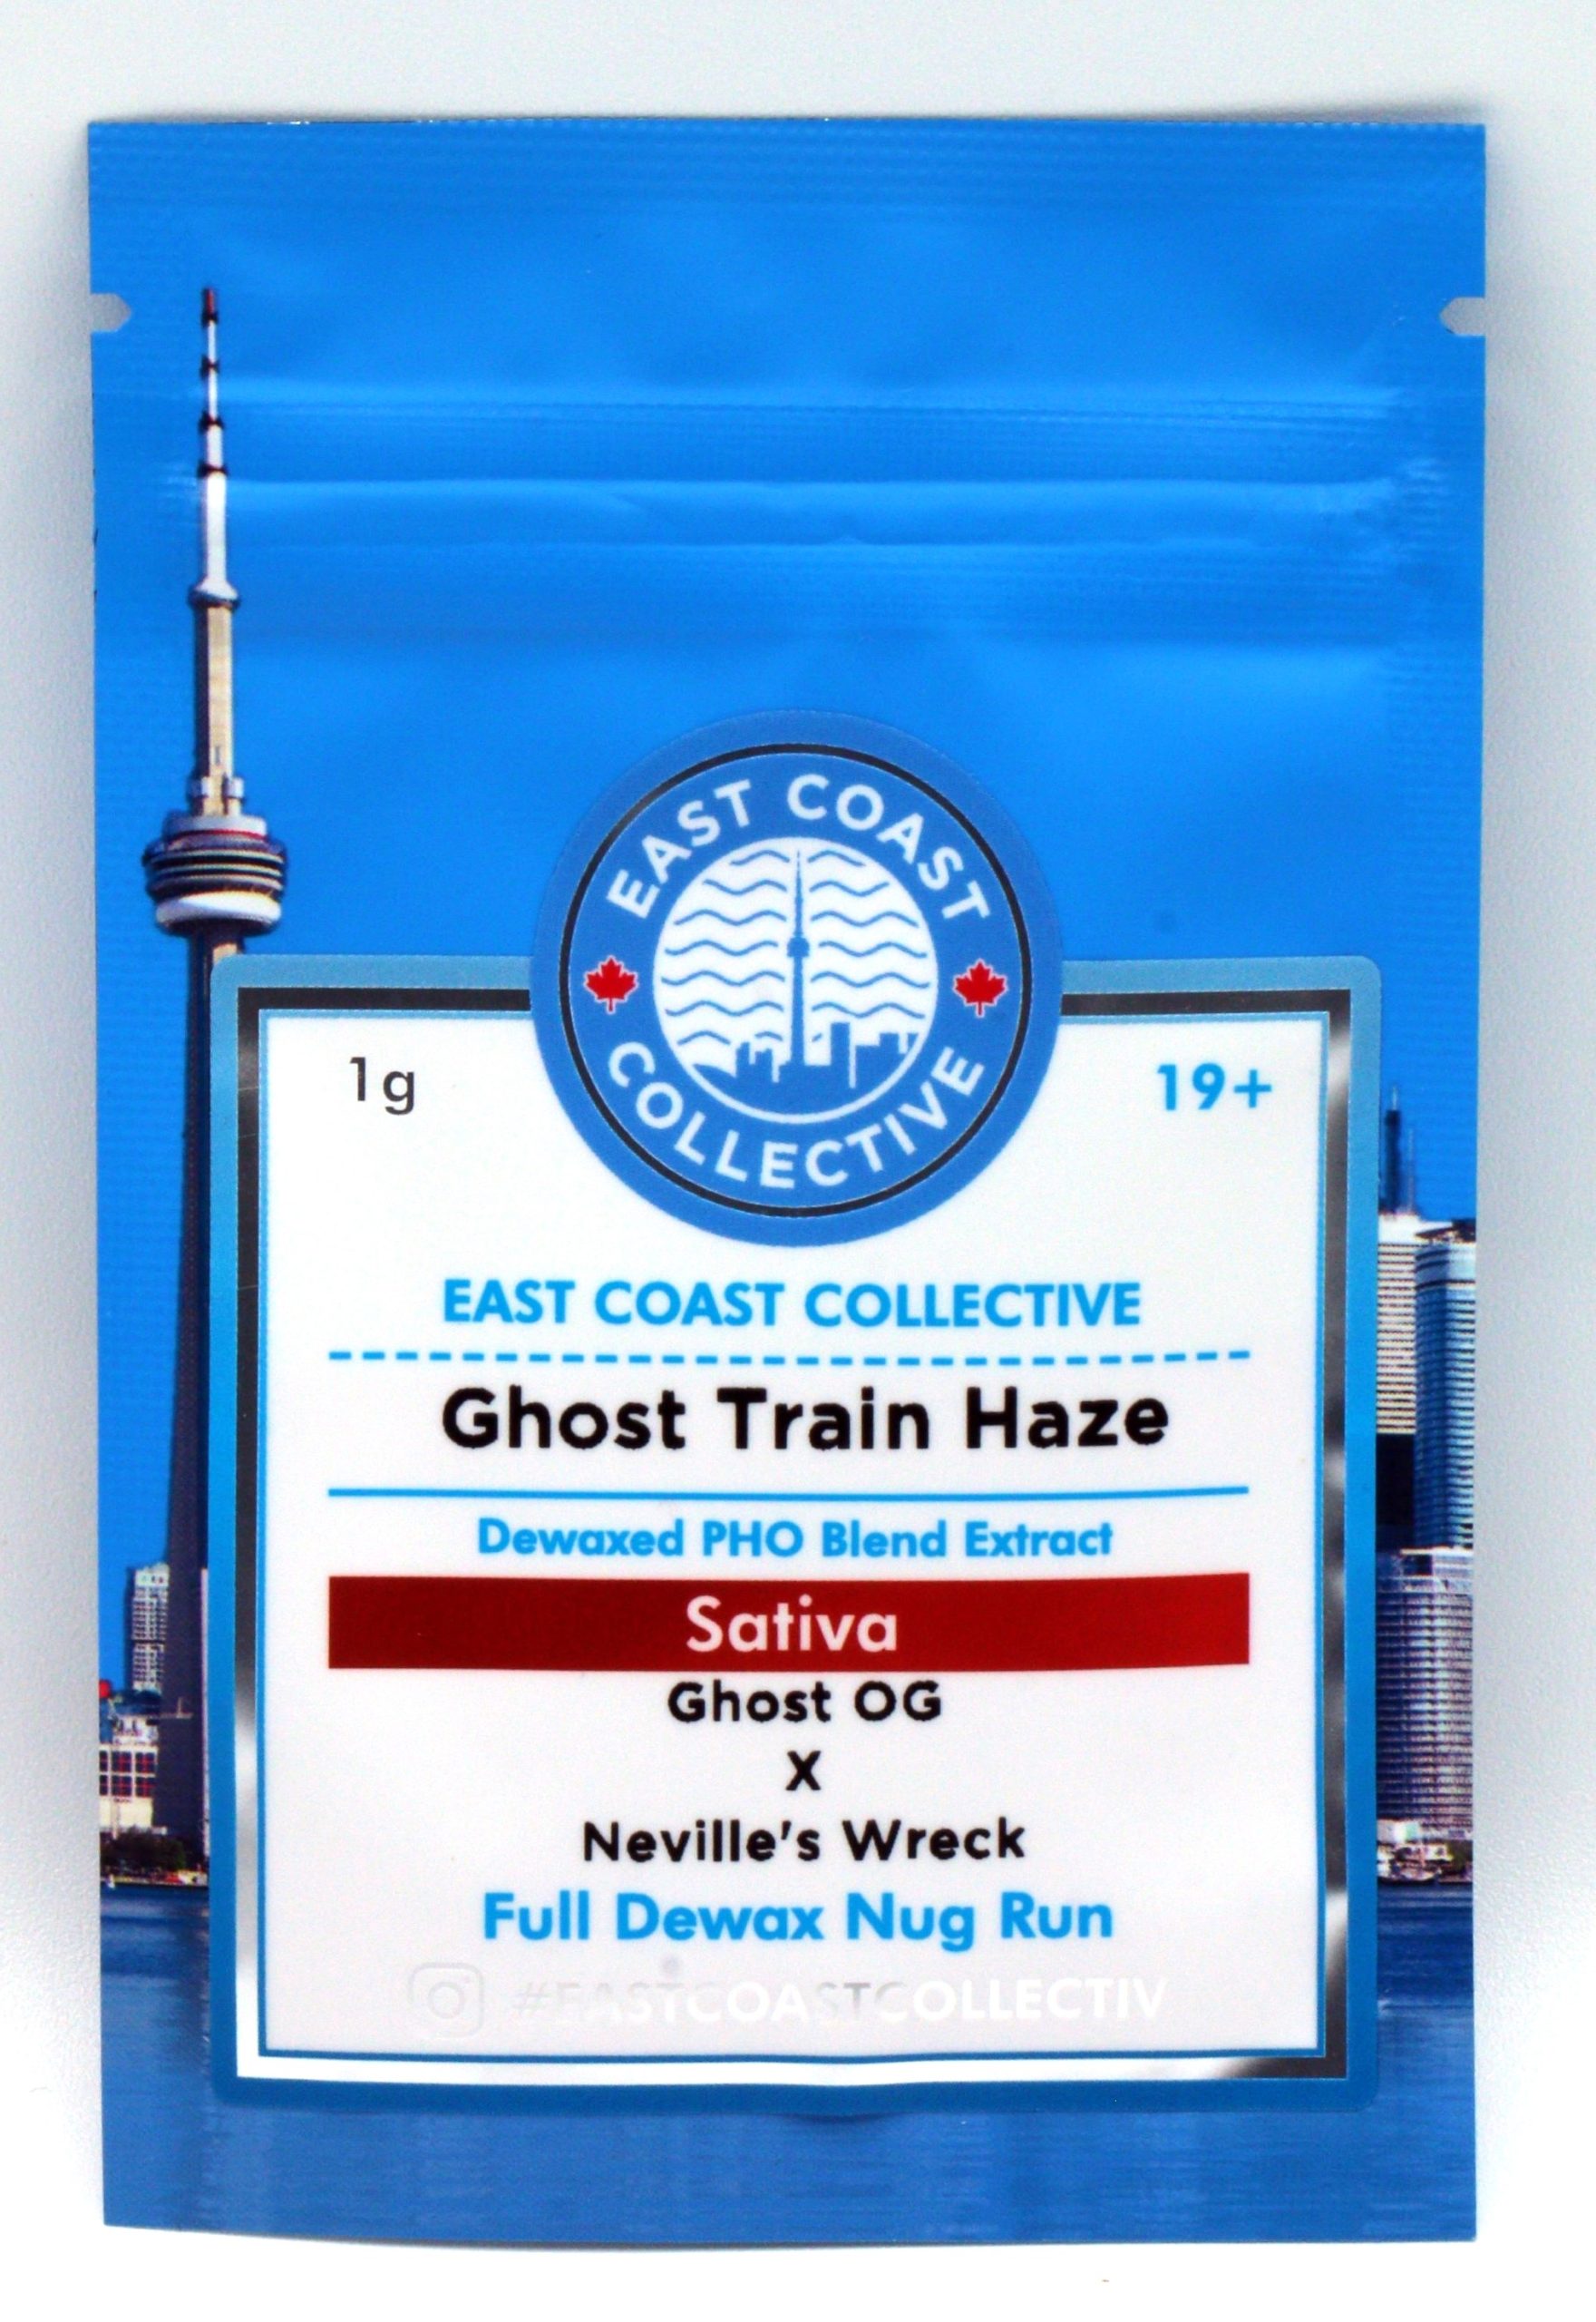 EAST COAST
COLLECTIVE
1g
19+
EAST COAST COLLECTIVE
Ghost Train Haze
Dewaxed PHO Blend Extract
Sativa
Ghost OG
X
Neville's Wreck
Full Dewax Nug Run
#EASTCOASTCOLLECTIV